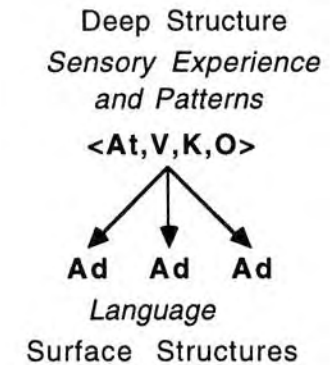 Deep Structure
Sensory Experience
and Patterns
<At,V,K,O>
Ad Ad Ad
Language
Surface Structures